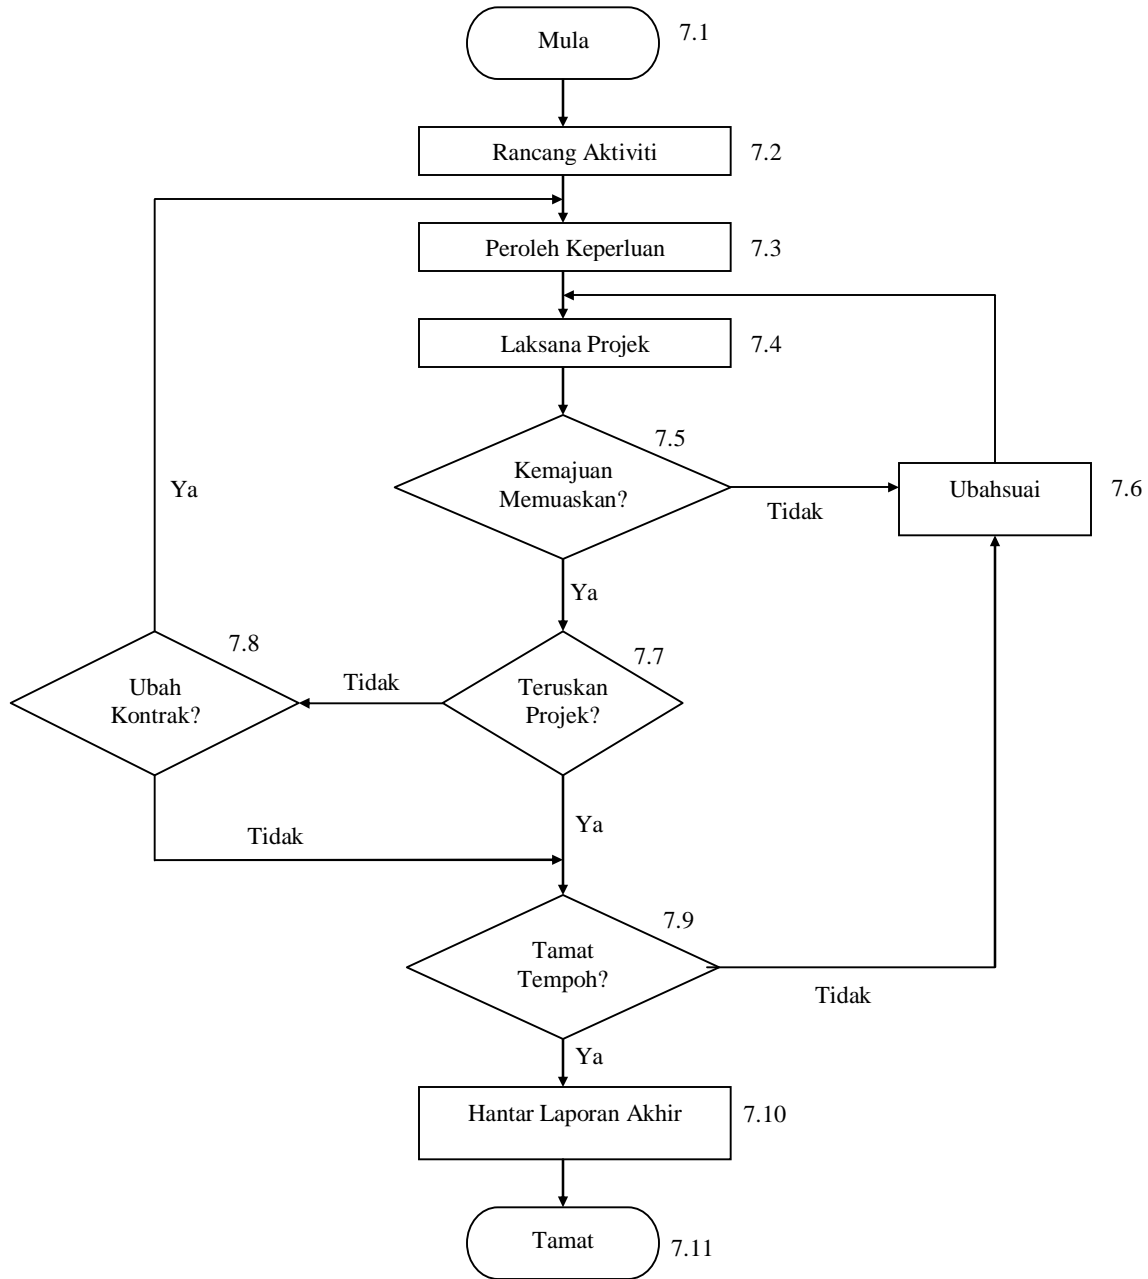 Mula
7.1
Rancang Aktiviti
7.2
Peroleh Keperluan
7.3
Laksana Projek
7.4
7.5
Kemajuan
Memuaskan?
Tidak
Ubahsuai
7.6
Ya
Ya
7.7
Teruskan
Projek?
Tidak
7.8
Ubah
Kontrak?
Ya
Tidak
7.9
Tamat
Tempoh?
Tidak
Ya
Hantar Laporan Akhir
7.10
Tamat
7.11